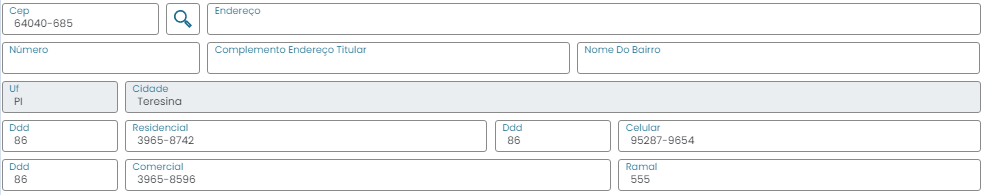 Cep
64040-685
Endereço
Número
Complemento Endereço Titular
Nome Do Bairro
Uf
PI
Cidade
Teresina
Ddd
86
Residencial
3965-8742
Ddd
86
Celular
95287-9654
Ddd
86
Comercial
3965-8596
Ramal
555